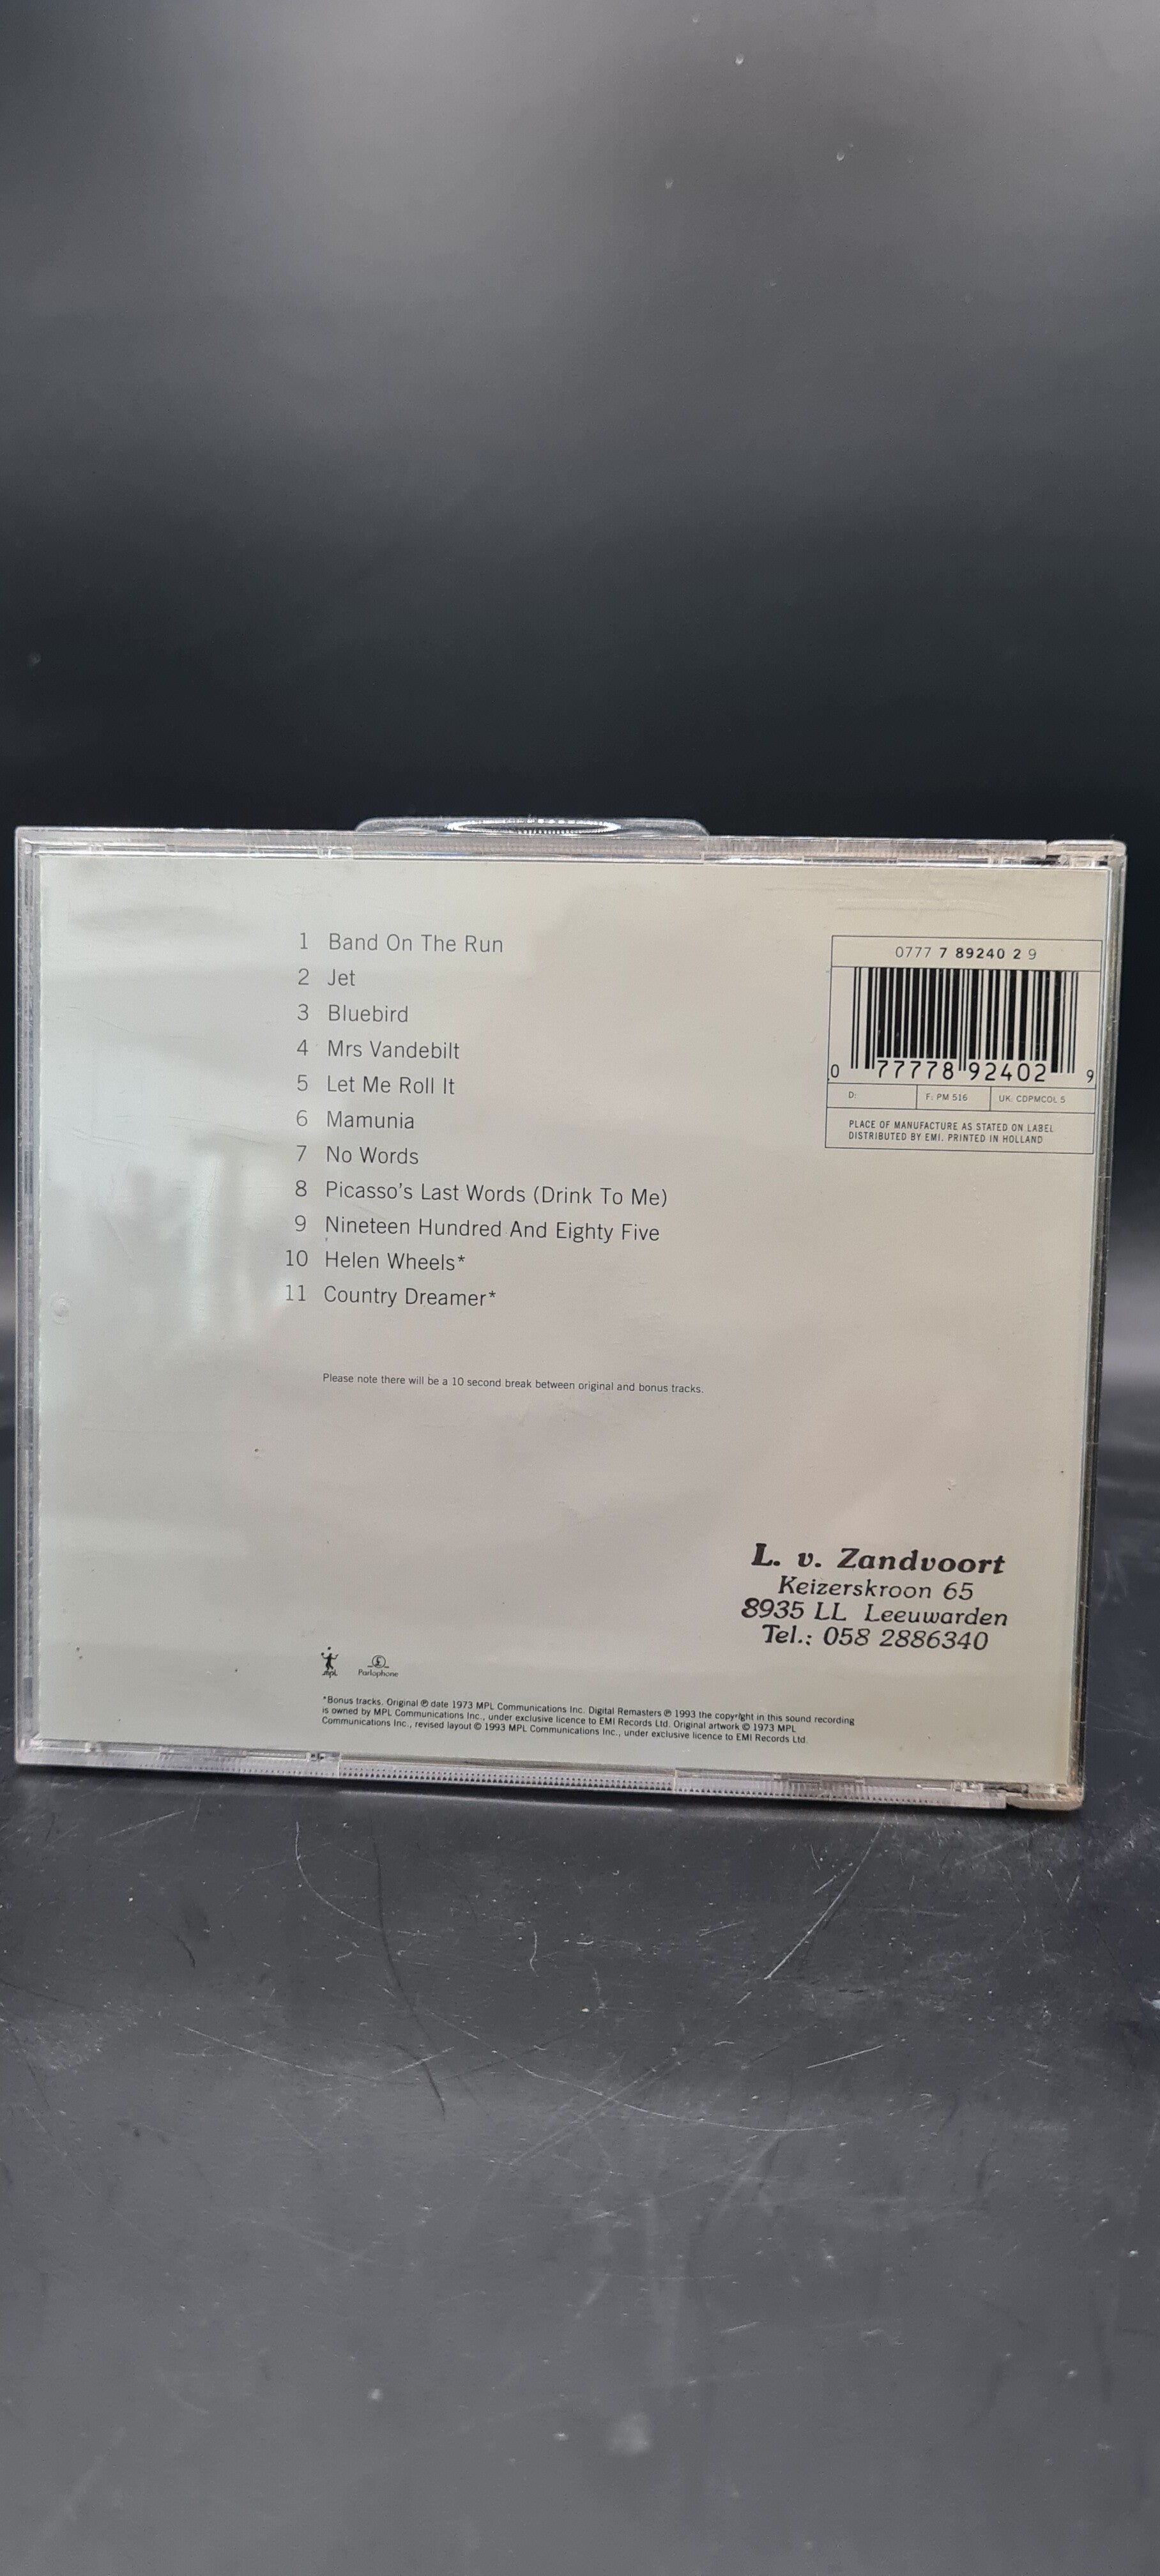 1 Band On The Run
2 Jet
3 Bluebird
4 Mrs Vandebilt
5 Let Me Roll It
6 Mamunia
7 No Words
8 Picasso's Last Words (Drink To Me)
9 Nineteen Hundred And Eighty Five
10 Helen Wheels*
11 Country Dreamer*
Please note there will be a 10 second break between original and bonus tracks.
0777 7 89240 2 9
0 77778 92402 9
D: F: PM 516 UK: CDPMCOL 5
PLACE OF MANUFACTURE AS STATED ON LABEL
DISTRIBUTED BY EMI. PRINTED IN HOLLAND
L. v. Zandvoort
Keizerskroon 65
8935 LL Leeuwarden
Tel.: 058 2886340
mpl Parlophone
*Bonus tracks. Original ℗ date 1973 MPL Communications Inc. Digital Remasters ℗ 1993 the copyright in this sound recording
is owned by MPL Communications Inc., under exclusive licence to EMI Records Ltd. Original artwork © 1973 MPL
Communications Inc., revised layout © 1993 MPL Communications Inc., under exclusive licence to EMI Records Ltd.